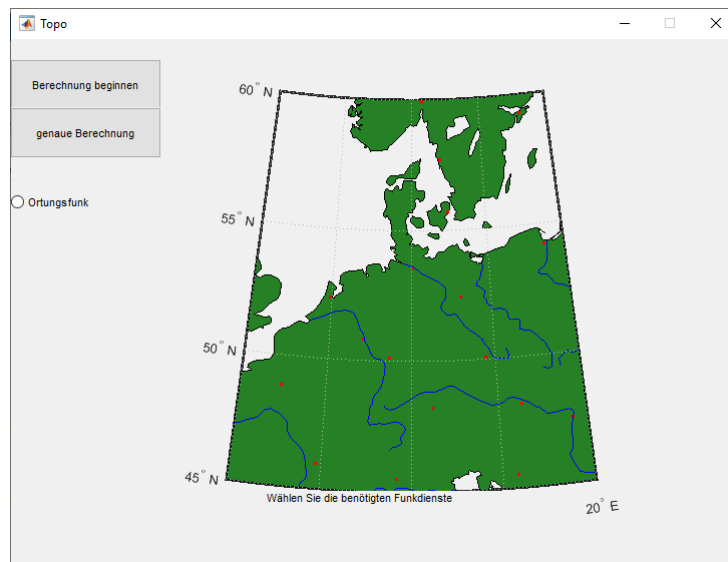 Topo
Berechnung beginnen
genaue Berechnung
Ortungsfunk
60° N
55° N
50° N
45° N
20° E
Wählen Sie die benötigten Funkdienste